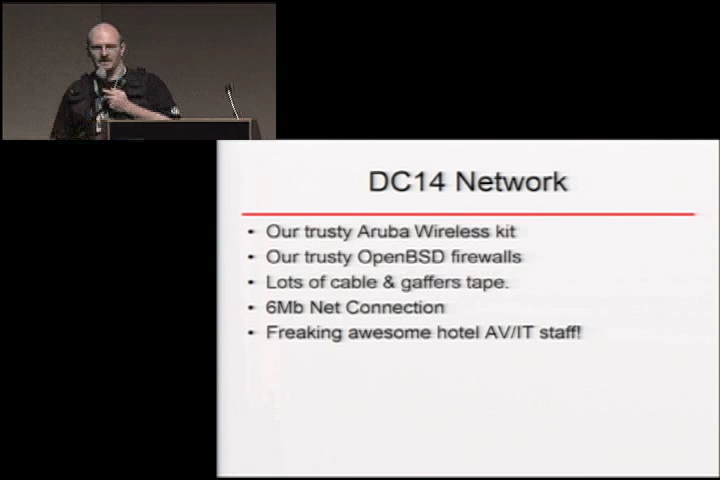 DC14 Network
• Our trusty Aruba Wireless kit
• Our trusty OpenBSD firewalls
• Lots of cable & gaffers tape.
• 6Mb Net Connection
• Freaking awesome hotel AV/IT staff!